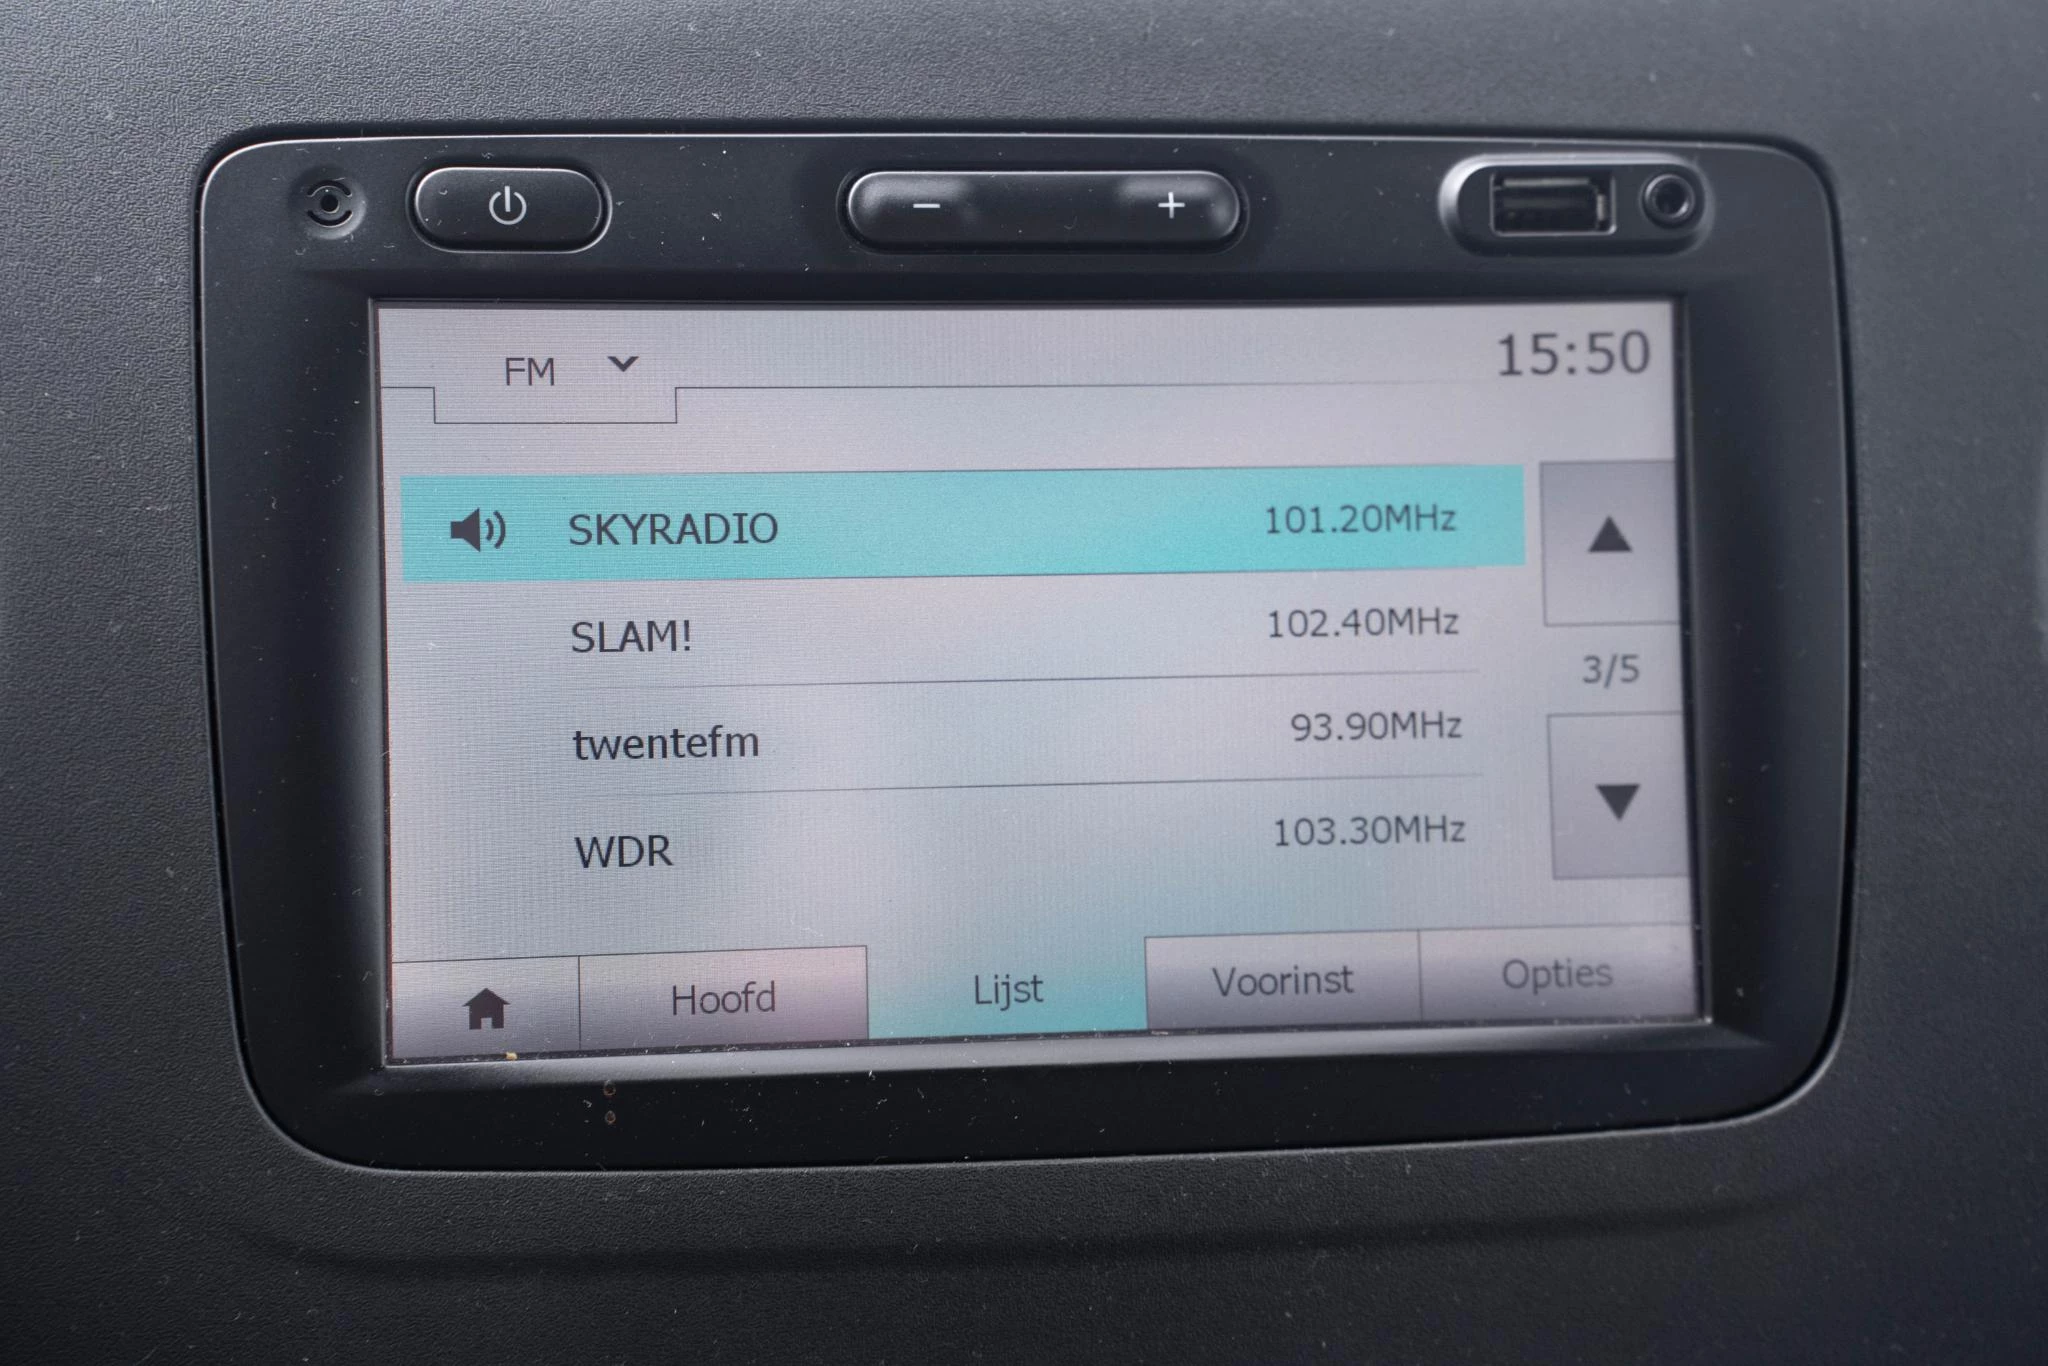 FM
15:50
SKYRADIO 101.20MHz
SLAM! 102.40MHz
3/5
twentefm 93.90MHz
WDR 103.30MHz
Hoofd Lijst Voorinst Opties